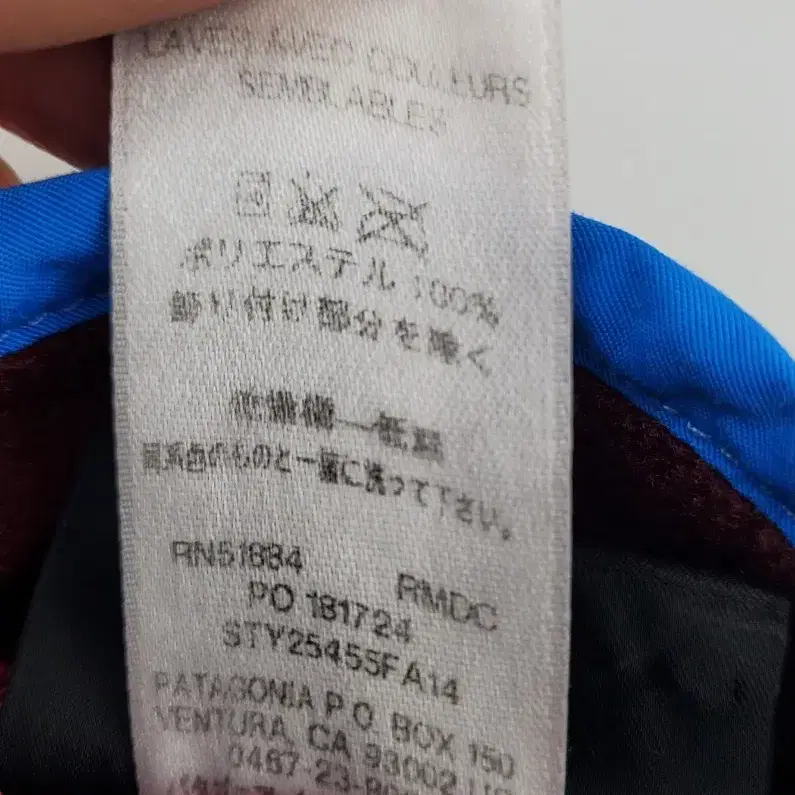 LAVER AVEC COULEURS
SEMBLABLES
ポリエステル 100%
飾り付け部分を除く
同系色のものと一緒に洗って下さい。
RN51884 RMDC
PO 181724
STY25455FA14
PATAGONIA P.O. BOX 150
VENTURA, CA 93002 US
0467-23-